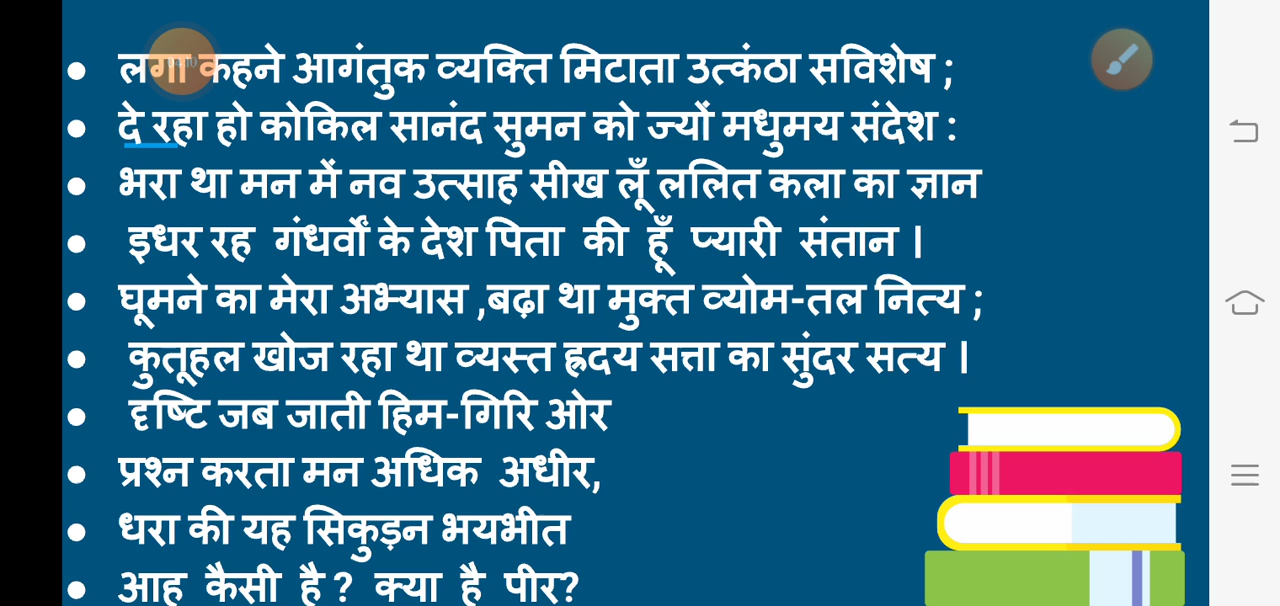 लगा कहने आगंतुक व्यक्ति मिटाता उत्कंठा सविशेष ;
दे रहा हो कोकिल सानंद सुमन को ज्यों मधुमय संदेश :
भरा था मन में नव उत्साह सीख लूँ ललित कला का ज्ञान
इधर रह गंधर्वों के देश पिता की हूँ प्यारी संतान ।
घूमने का मेरा अभ्यास ,बढ़ा था मुक्त व्योम-तल नित्य ;
कुतूहल खोज रहा था व्यस्त ह्रदय सत्ता का सुंदर सत्य ।
दृष्टि जब जाती हिम-गिरि ओर
प्रश्न करता मन अधिक अधीर,
धरा की यह सिकुड़न भयभीत
आह कैसी है ? क्या है पीर?